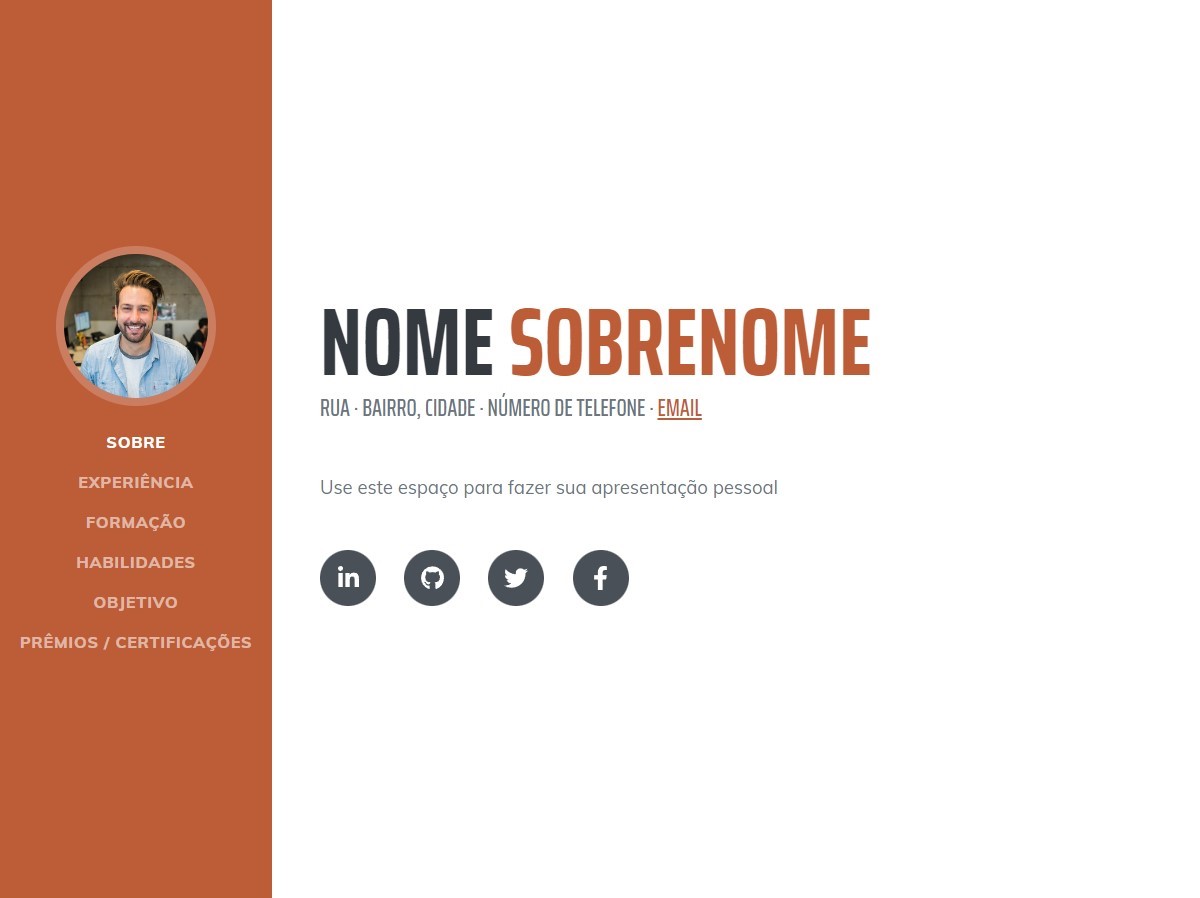 SOBRE
EXPERIÊNCIA
FORMAÇÃO
HABILIDADES
OBJETIVO
PRÊMIOS / CERTIFICAÇÕES
NOME SOBRENOME
RUA · BAIRRO, CIDADE · NÚMERO DE TELEFONE · EMAIL
Use este espaço para fazer sua apresentação pessoal